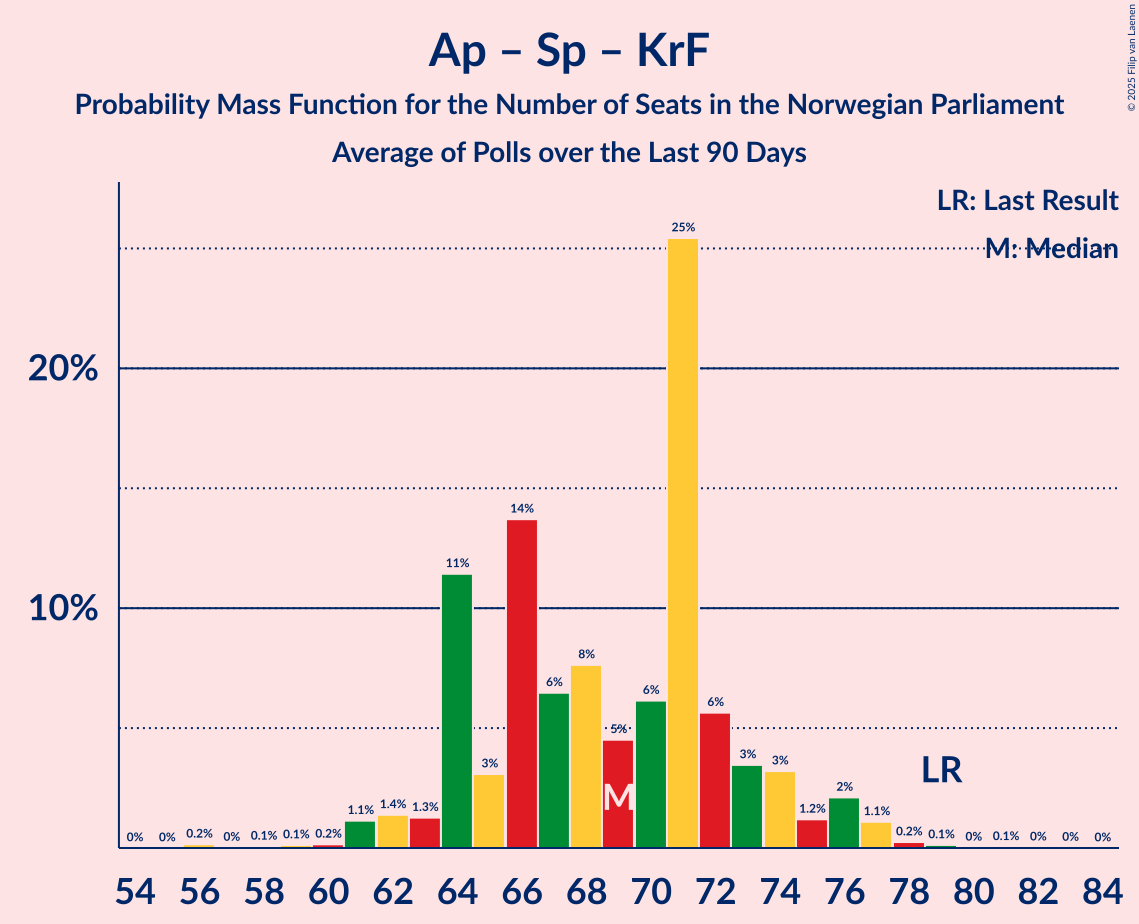 Ap – Sp – KrF
Probability Mass Function for the Number of Seats in the Norwegian Parliament
Average of Polls over the Last 90 Days
© 2025 Filip van Laenen
LR: Last Result
M: Median
25%
20%
14%
11%
10%
8%
6%
6%
6%
5%
3%
3%
3%
LR
M
0% 0% 0.2% 0% 0.1% 0.1% 0.2% 1.1% 1.4% 1.3% 1.2% 2% 1.1% 0.2% 0.1% 0% 0.1% 0% 0% 0%
54 56 58 60 62 64 66 68 70 72 74 76 78 80 82 84